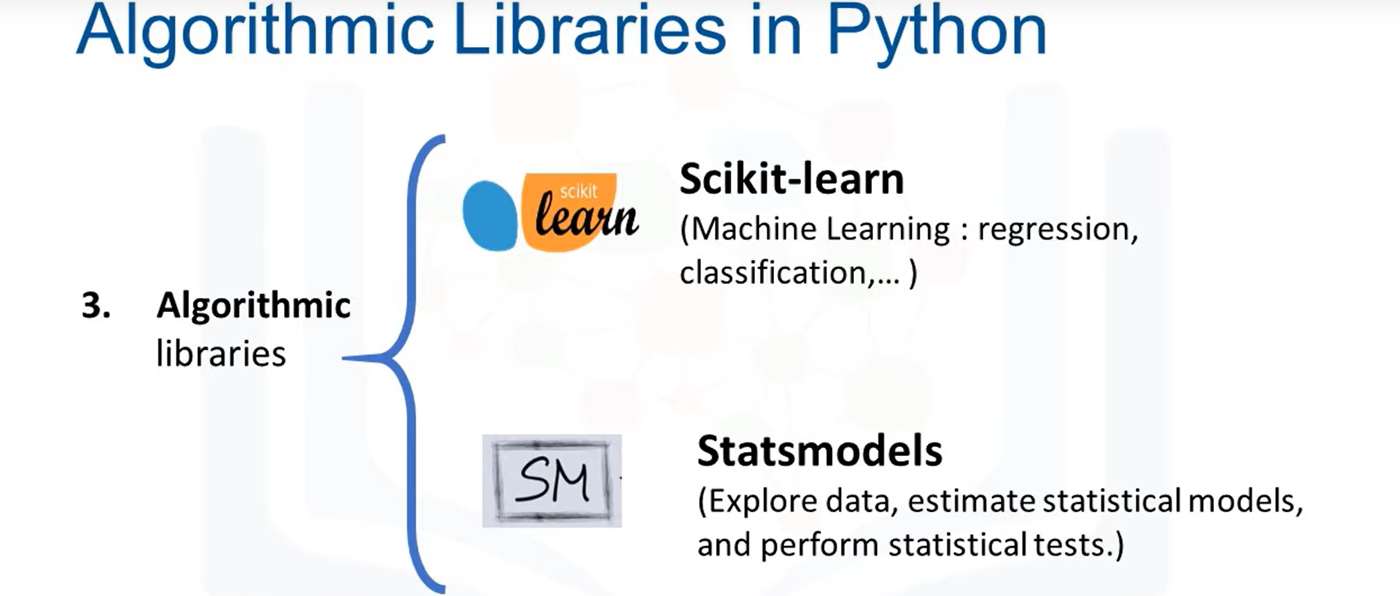 Algorithmic Libraries in Python
3. Algorithmic
libraries
scikit
learn
Scikit-learn
(Machine Learning : regression,
classification,... )
SM
Statsmodels
(Explore data, estimate statistical models,
and perform statistical tests.)